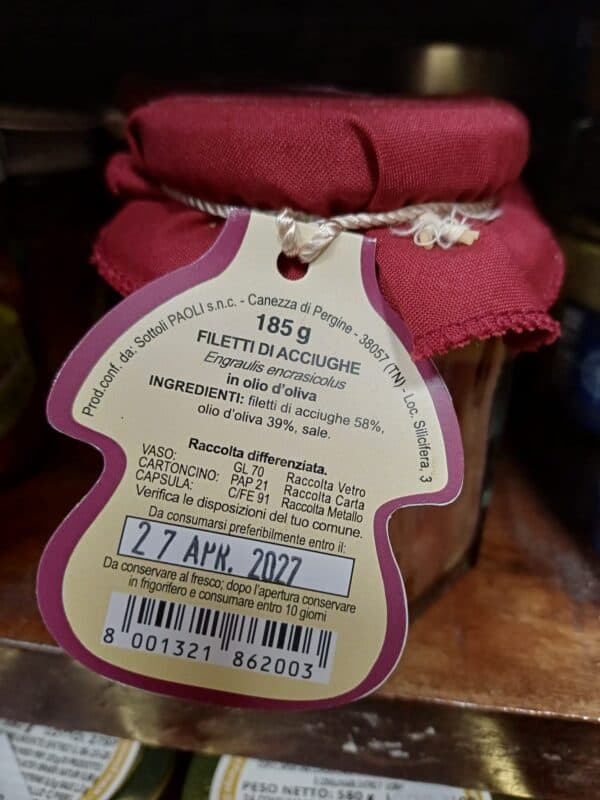 Prod.conf. da: Sottoli PAOLI s.n.c. - Canezza di Pergine - 38057 (TN) - Loc. Silicifera, 3
185 g
FILETTI DI ACCIUGHE
Engraulis encrasicolus
in olio d'oliva
INGREDIENTI: filetti di acciughe 58%,
olio d'oliva 39%, sale.
Raccolta differenziata.
VASO: GL 70 Raccolta Vetro
CARTONCINO: PAP 21 Raccolta Carta
CAPSULA: C/FE 91 Raccolta Metallo
Verifica le disposizioni del tuo comune.
Da consumarsi preferibilmente entro il:
27 APR. 2027
Da conservare al fresco; dopo l'apertura conservare
in frigorifero e consumare entro 10 giorni
8 001321 862003
PESO NETTO: 580 g